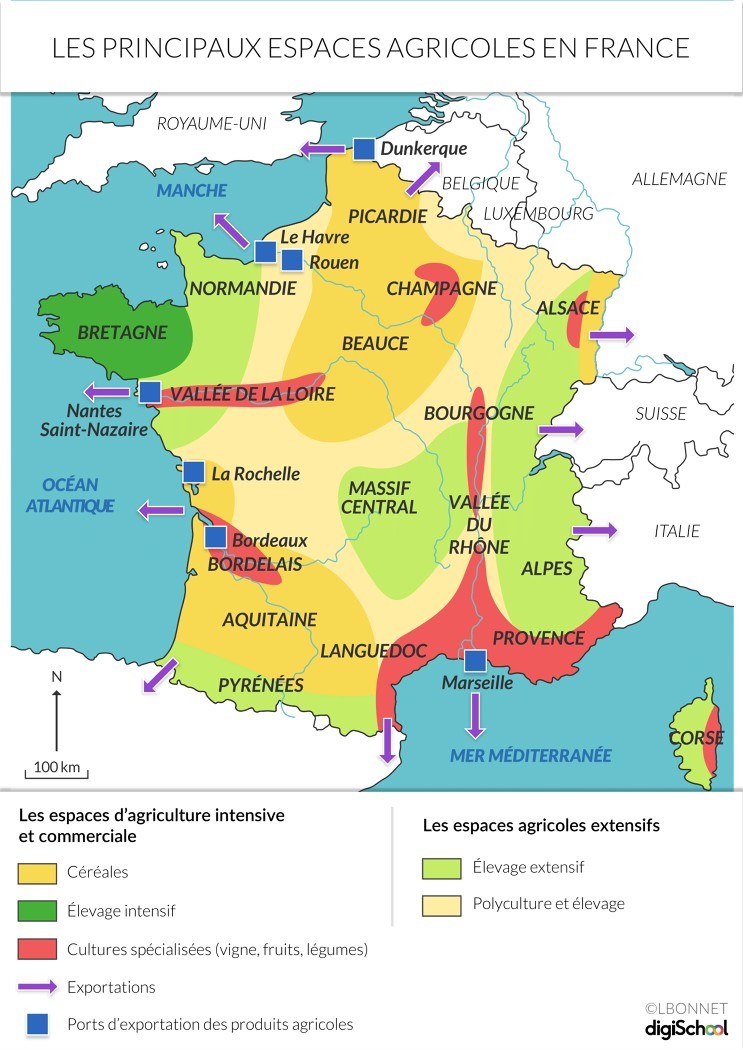 LES PRINCIPAUX ESPACES AGRICOLES EN FRANCE
ROYAUME-UNI
Dunkerque
MANCHE
BELGIQUE
ALLEMAGNE
PICARDIE
LUXEMBOURG
Le Havre
Rouen
NORMANDIE
CHAMPAGNE
ALSACE
BRETAGNE
BEAUCE
VALLÉE DE LA LOIRE
Nantes
Saint-Nazaire
BOURGOGNE
SUISSE
La Rochelle
OCÉAN
ATLANTIQUE
MASSIF
CENTRAL
VALLÉE
DU
RHÔNE
ITALIE
Bordeaux
BORDELAIS
ALPES
AQUITAINE
LANGUEDOC
PROVENCE
PYRÉNÉES
Marseille
N
CORSE
MER MÉDITERRANÉE
100 km
Les espaces d’agriculture intensive
et commerciale
Céréales
Élevage intensif
Cultures spécialisées (vigne, fruits, légumes)
Exportations
Ports d’exportation des produits agricoles
Les espaces agricoles extensifs
Élevage extensif
Polyculture et élevage
©LBONNET
digiSchool